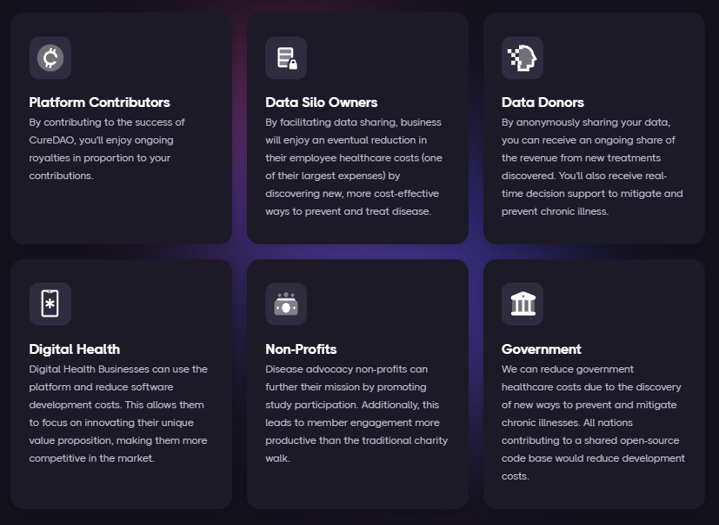 Platform Contributors
By contributing to the success of
CureDAO, you'll enjoy ongoing
royalties in proportion to your
contributions.
Data Silo Owners
By facilitating data sharing, business
will enjoy an eventual reduction in
their employee healthcare costs (one
of their largest expenses) by
discovering new, more cost-effective
ways to prevent and treat disease.
Data Donors
By anonymously sharing your data,
you can receive an ongoing share of
the revenue from new treatments
discovered. You'll also receive real-
time decision support to mitigate and
prevent chronic illness.
Digital Health
Digital Health Businesses can use the
platform and reduce software
development costs. This allows them
to focus on innovating their unique
value proposition, making them more
competitive in the market.
Non-Profits
Disease advocacy non-profits can
further their mission by promoting
study participation. Additionally, this
leads to member engagement more
productive than the traditional charity
walk.
Government
We can reduce government
healthcare costs due to the discovery
of new ways to prevent and mitigate
chronic illnesses. All nations
contributing to a shared open-source
code base would reduce development
costs.